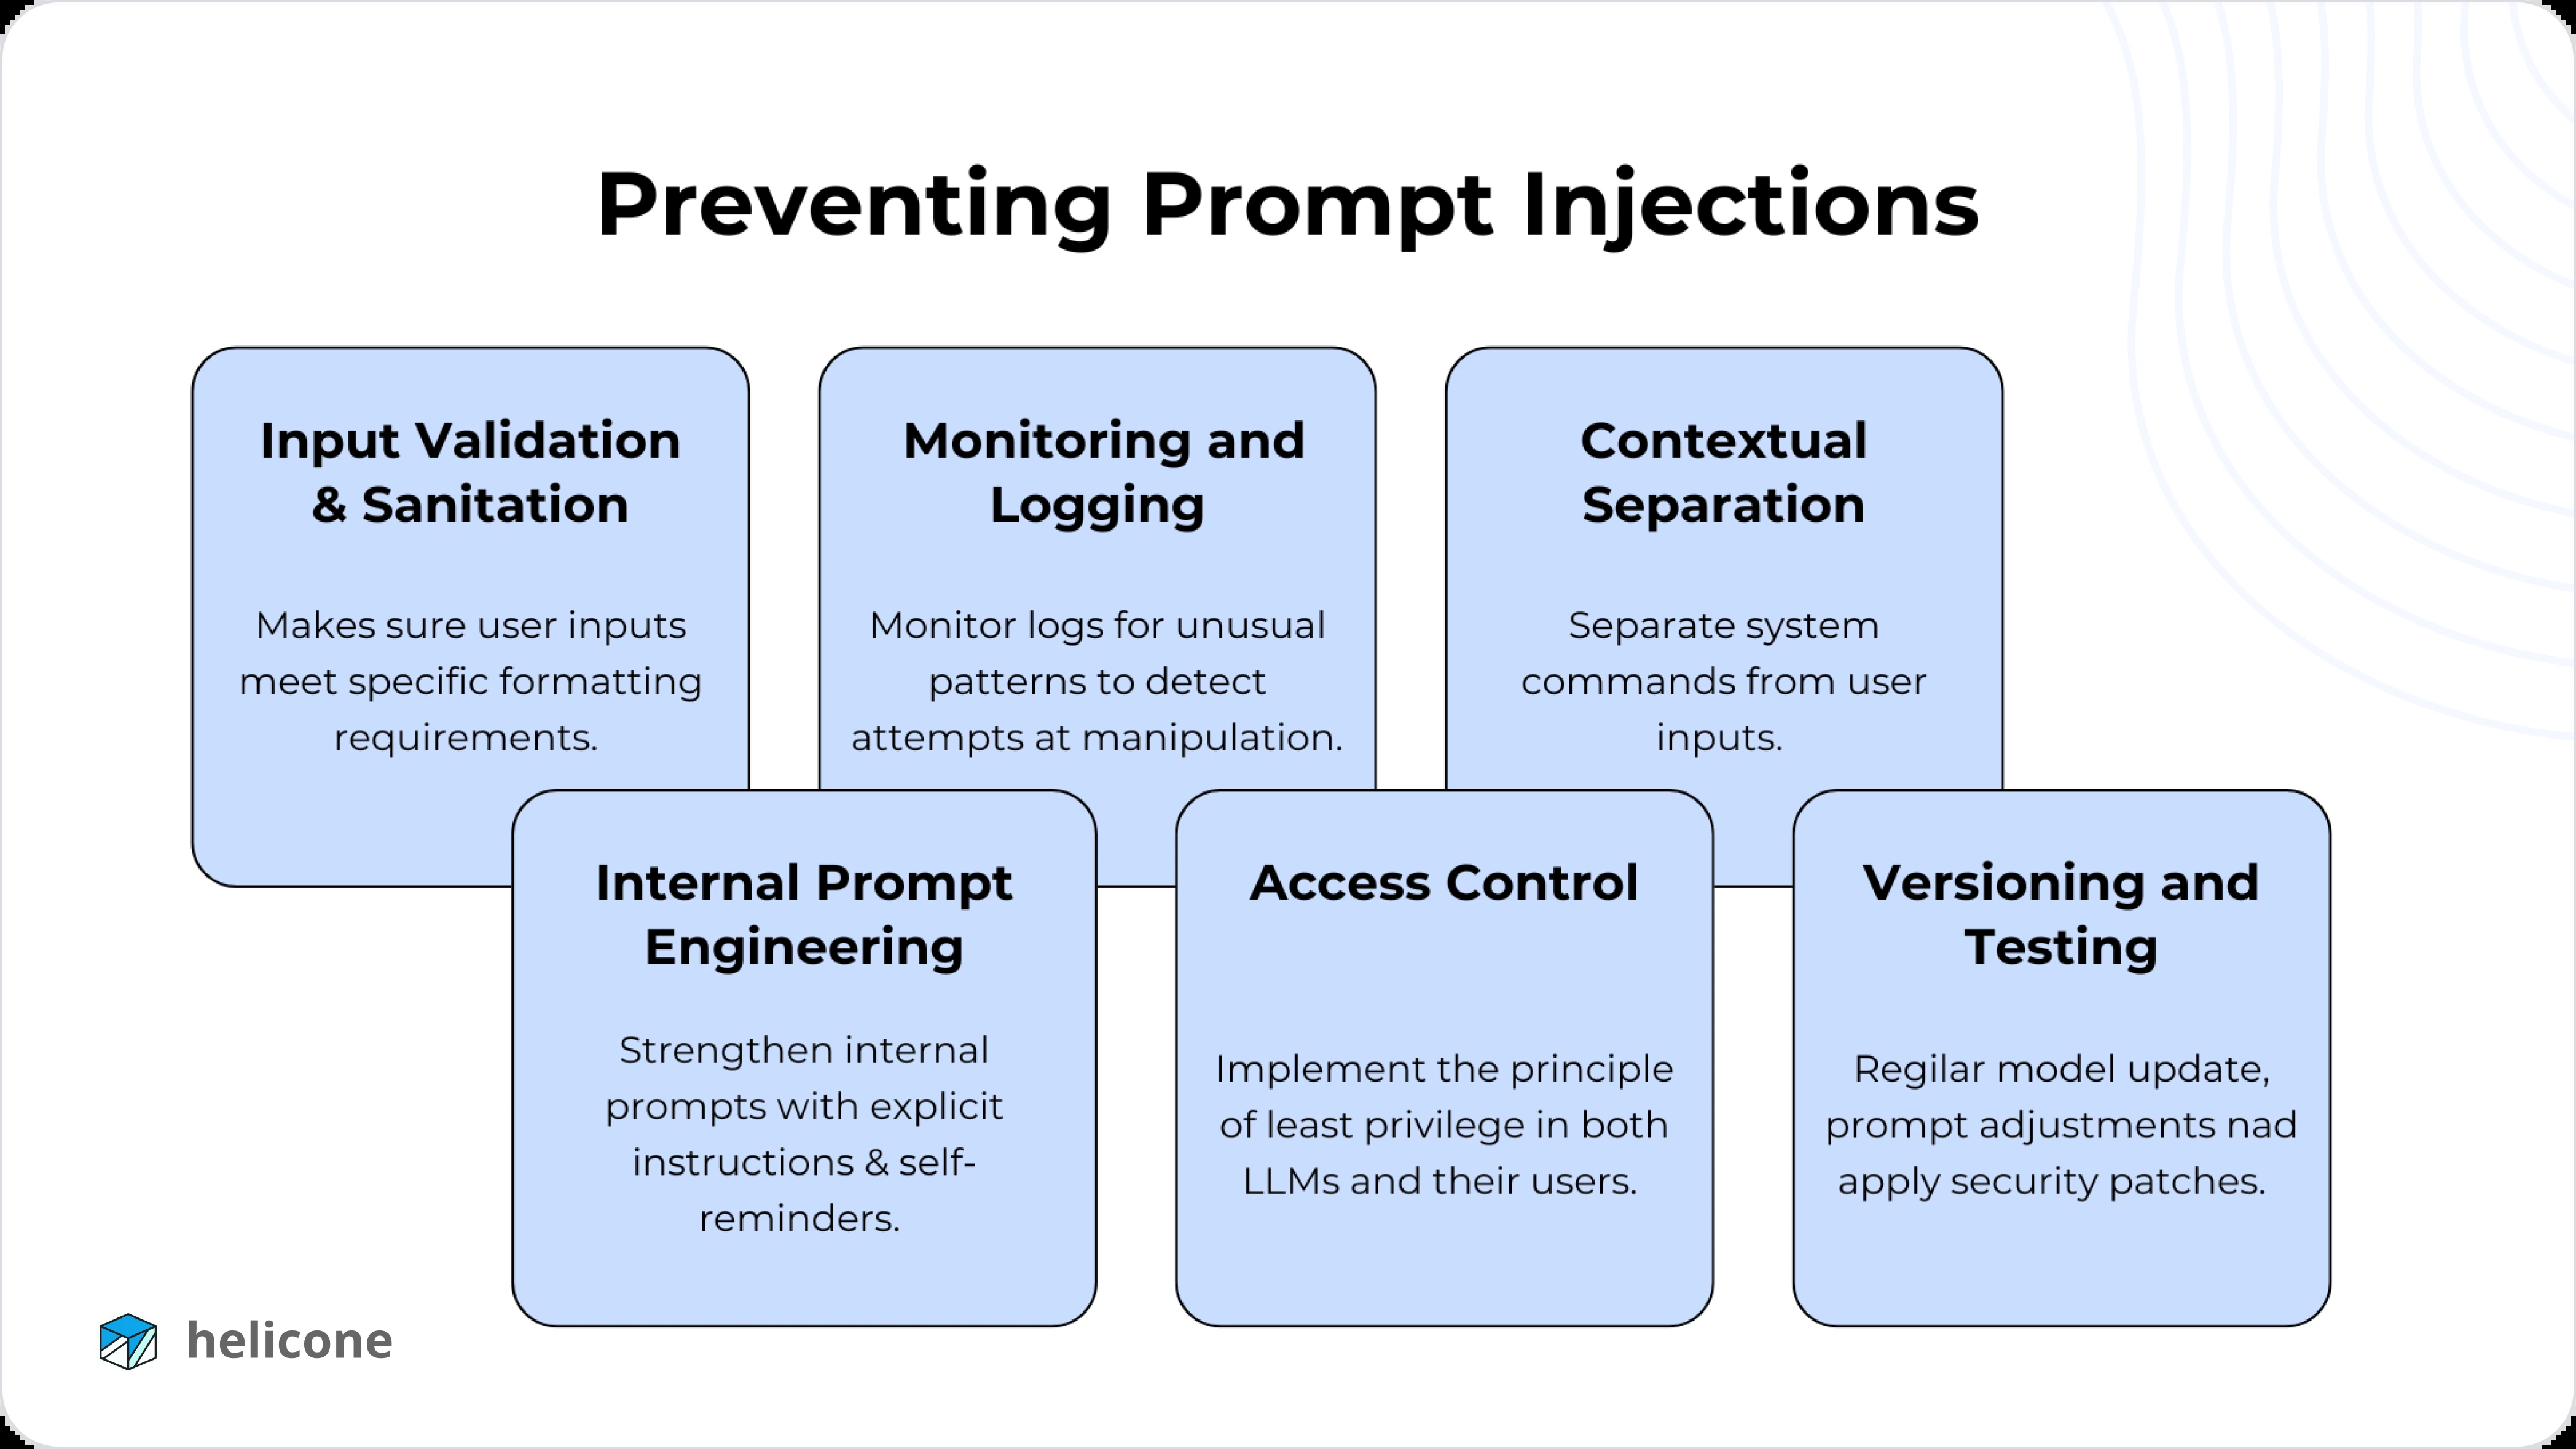 Preventing Prompt Injections
Input Validation
& Sanitation
Makes sure user inputs
meet specific formatting
requirements.
Monitoring and
Logging
Monitor logs for unusual
patterns to detect
attempts at manipulation.
Contextual
Separation
Separate system
commands from user
inputs.
Internal Prompt
Engineering
Strengthen internal
prompts with explicit
instructions & self-
reminders.
Access Control
Implement the principle
of least privilege in both
LLMs and their users.
Versioning and
Testing
Regilar model update,
prompt adjustments nad
apply security patches.
helicone